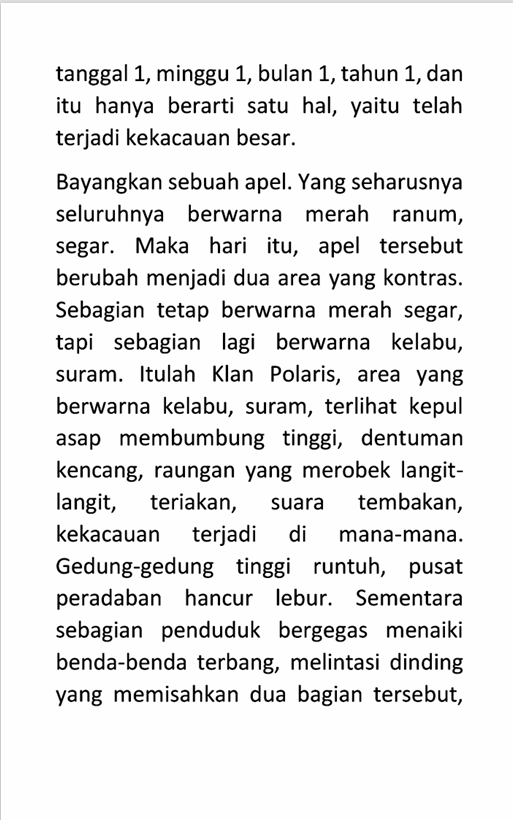 tanggal 1, minggu 1, bulan 1, tahun 1, dan
itu hanya berarti satu hal, yaitu telah
terjadi kekacauan besar.
Bayangkan sebuah apel. Yang seharusnya
seluruhnya berwarna merah ranum,
segar. Maka hari itu, apel tersebut
berubah menjadi dua area yang kontras.
Sebagian tetap berwarna merah segar,
tapi sebagian lagi berwarna kelabu,
suram. Itulah Klan Polaris, area yang
berwarna kelabu, suram, terlihat kepul
asap membumbung tinggi, dentuman
kencang, raungan yang merobek langit-
langit, teriakan, suara tembakan,
kekacauan terjadi di mana-mana.
Gedung-gedung tinggi runtuh, pusat
peradaban hancur lebur. Sementara
sebagian penduduk bergegas menaiki
benda-benda terbang, melintasi dinding
yang memisahkan dua bagian tersebut,